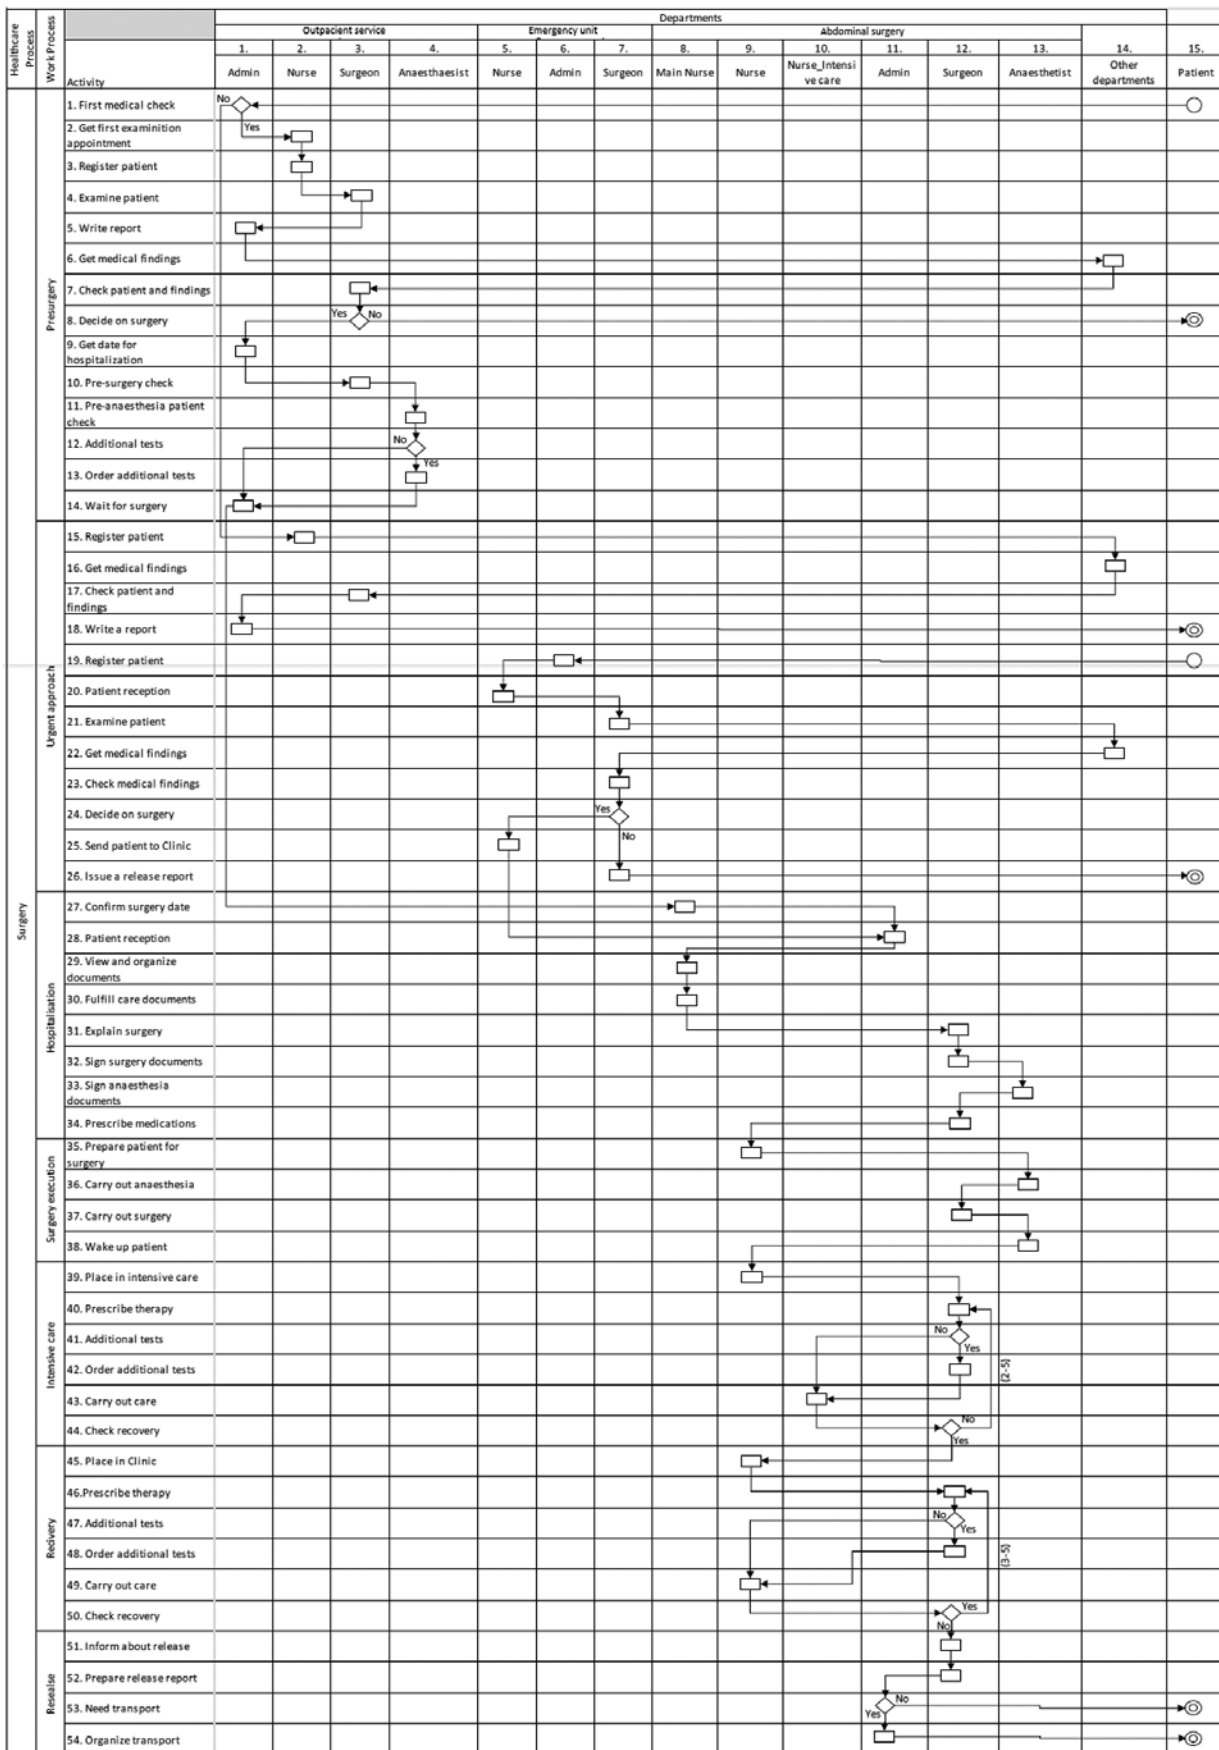 Healthcare Process
Work Process
Departments
Outpacient service
Emergency unit
Abdominal surgery
1.
2.
3.
4.
5.
6.
7.
8.
9.
10.
11.
12.
13.
14.
15.
Activity
Admin
Nurse
Surgeon
Anaesthaesist
Nurse
Admin
Surgeon
Main Nurse
Nurse
Nurse_Intensi
ve care
Admin
Surgeon
Anaesthetist
Other
departments
Patient
Surgery
Presurgery
1. First medical check
No
Yes
2. Get first examinition
appointment
3. Register patient
4. Examine patient
5. Write report
6. Get medical findings
7. Check patient and findings
8. Decide on surgery
Yes
No
9. Get date for
hospitalization
10. Pre-surgery check
11. Pre-anaesthesia patient
check
12. Additional tests
No
Yes
13. Order additional tests
14. Wait for surgery
Urgent approach
15. Register patient
16. Get medical findings
17. Check patient and
findings
18. Write a report
19. Register patient
20. Patient reception
21. Examine patient
22. Get medical findings
23. Check medical findings
24. Decide on surgery
Yes
No
25. Send patient to Clinic
26. Issue a release report
Hospitalisation
27. Confirm surgery date
28. Patient reception
29. View and organize
documents
30. Fulfill care documents
31. Explain surgery
32. Sign surgery documents
33. Sign anaesthesia
documents
34. Prescribe medications
Surgery execution
35. Prepare patient for
surgery
36. Carry out anaesthesia
37. Carry out surgery
38. Wake up patient
Intensive care
39. Place in intensive care
40. Prescribe therapy
41. Additional tests
No
Yes
42. Order additional tests
(2-5)
43. Carry out care
44. Check recovery
No
Yes
Recivery
45. Place in Clinic
46.Prescribe therapy
47. Additional tests
No
Yes
48. Order additional tests
(3-5)
49. Carry out care
50. Check recovery
Yes
No
Resealse
51. Inform about release
52. Prepare release report
53. Need transport
No
Yes
54. Organize transport